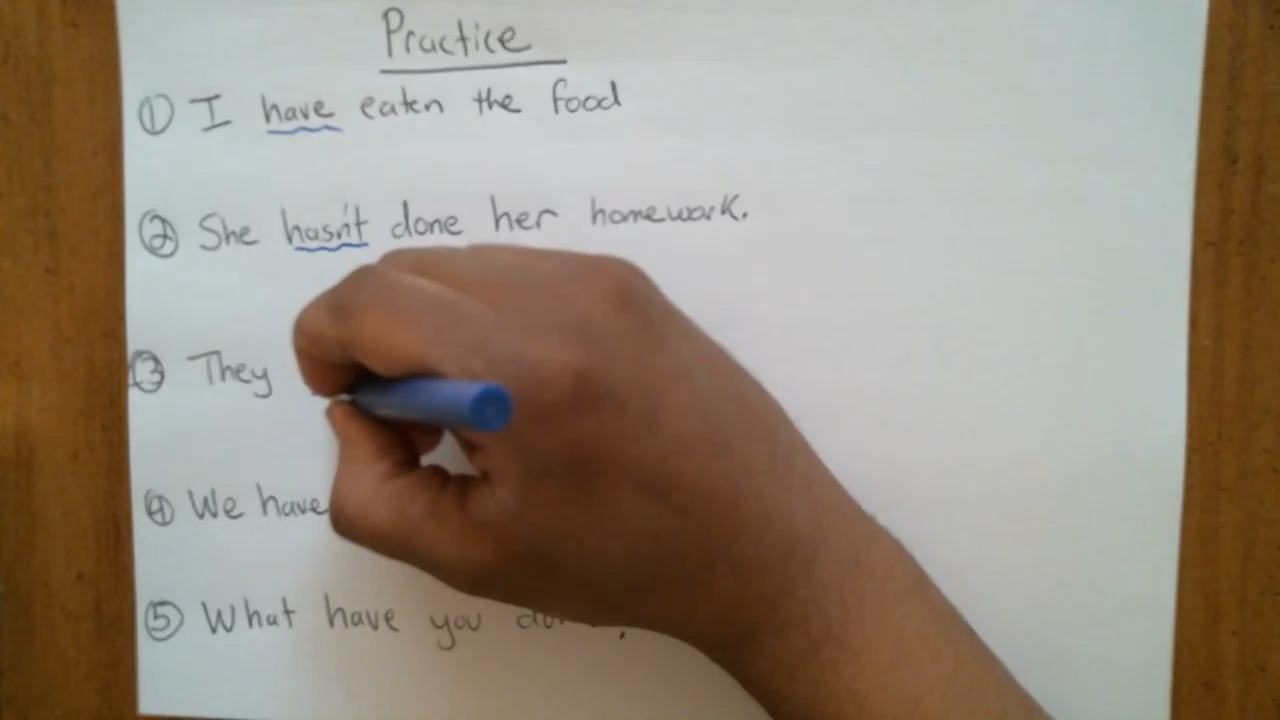 Practice
① I have eaten the food
② She hasn't done her homework.
③ They
④ We have
⑤ What have you